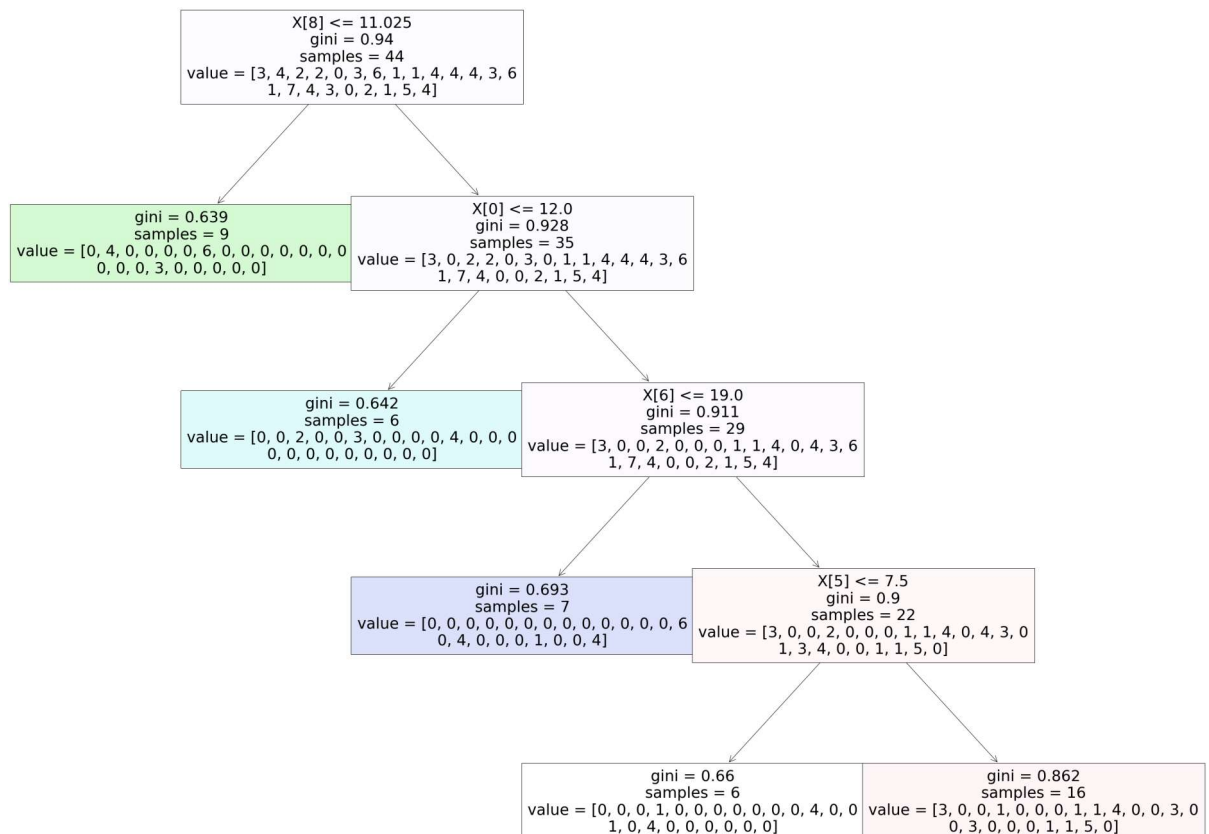 X[8] <= 11.025
gini = 0.94
samples = 44
value = [3, 4, 2, 2, 0, 3, 6, 1, 1, 4, 4, 4, 3, 6
1, 7, 4, 3, 0, 2, 1, 5, 4]
gini = 0.639
samples = 9
value = [0, 4, 0, 0, 0, 0, 6, 0, 0, 0, 0, 0, 0, 0
0, 0, 0, 3, 0, 0, 0, 0, 0]
X[0] <= 12.0
gini = 0.928
samples = 35
value = [3, 0, 2, 2, 0, 3, 0, 1, 1, 4, 4, 4, 3, 6
1, 7, 4, 0, 0, 2, 1, 5, 4]
gini = 0.642
samples = 6
value = [0, 0, 2, 0, 0, 3, 0, 0, 0, 0, 4, 0, 0, 0
0, 0, 0, 0, 0, 0, 0, 0, 0]
X[6] <= 19.0
gini = 0.911
samples = 29
value = [3, 0, 0, 2, 0, 0, 0, 1, 1, 4, 0, 4, 3, 6
1, 7, 4, 0, 0, 2, 1, 5, 4]
gini = 0.693
samples = 7
value = [0, 0, 0, 0, 0, 0, 0, 0, 0, 0, 0, 0, 0, 6
0, 4, 0, 0, 0, 1, 0, 0, 4]
X[5] <= 7.5
gini = 0.9
samples = 22
value = [3, 0, 0, 2, 0, 0, 0, 1, 1, 4, 0, 4, 3, 0
1, 3, 4, 0, 0, 1, 1, 5, 0]
gini = 0.66
samples = 6
value = [0, 0, 0, 1, 0, 0, 0, 0, 0, 0, 0, 4, 0, 0
1, 0, 4, 0, 0, 0, 0, 0, 0]
gini = 0.862
samples = 16
value = [3, 0, 0, 1, 0, 0, 0, 1, 1, 4, 0, 0, 3, 0
0, 3, 0, 0, 0, 1, 1, 5, 0]